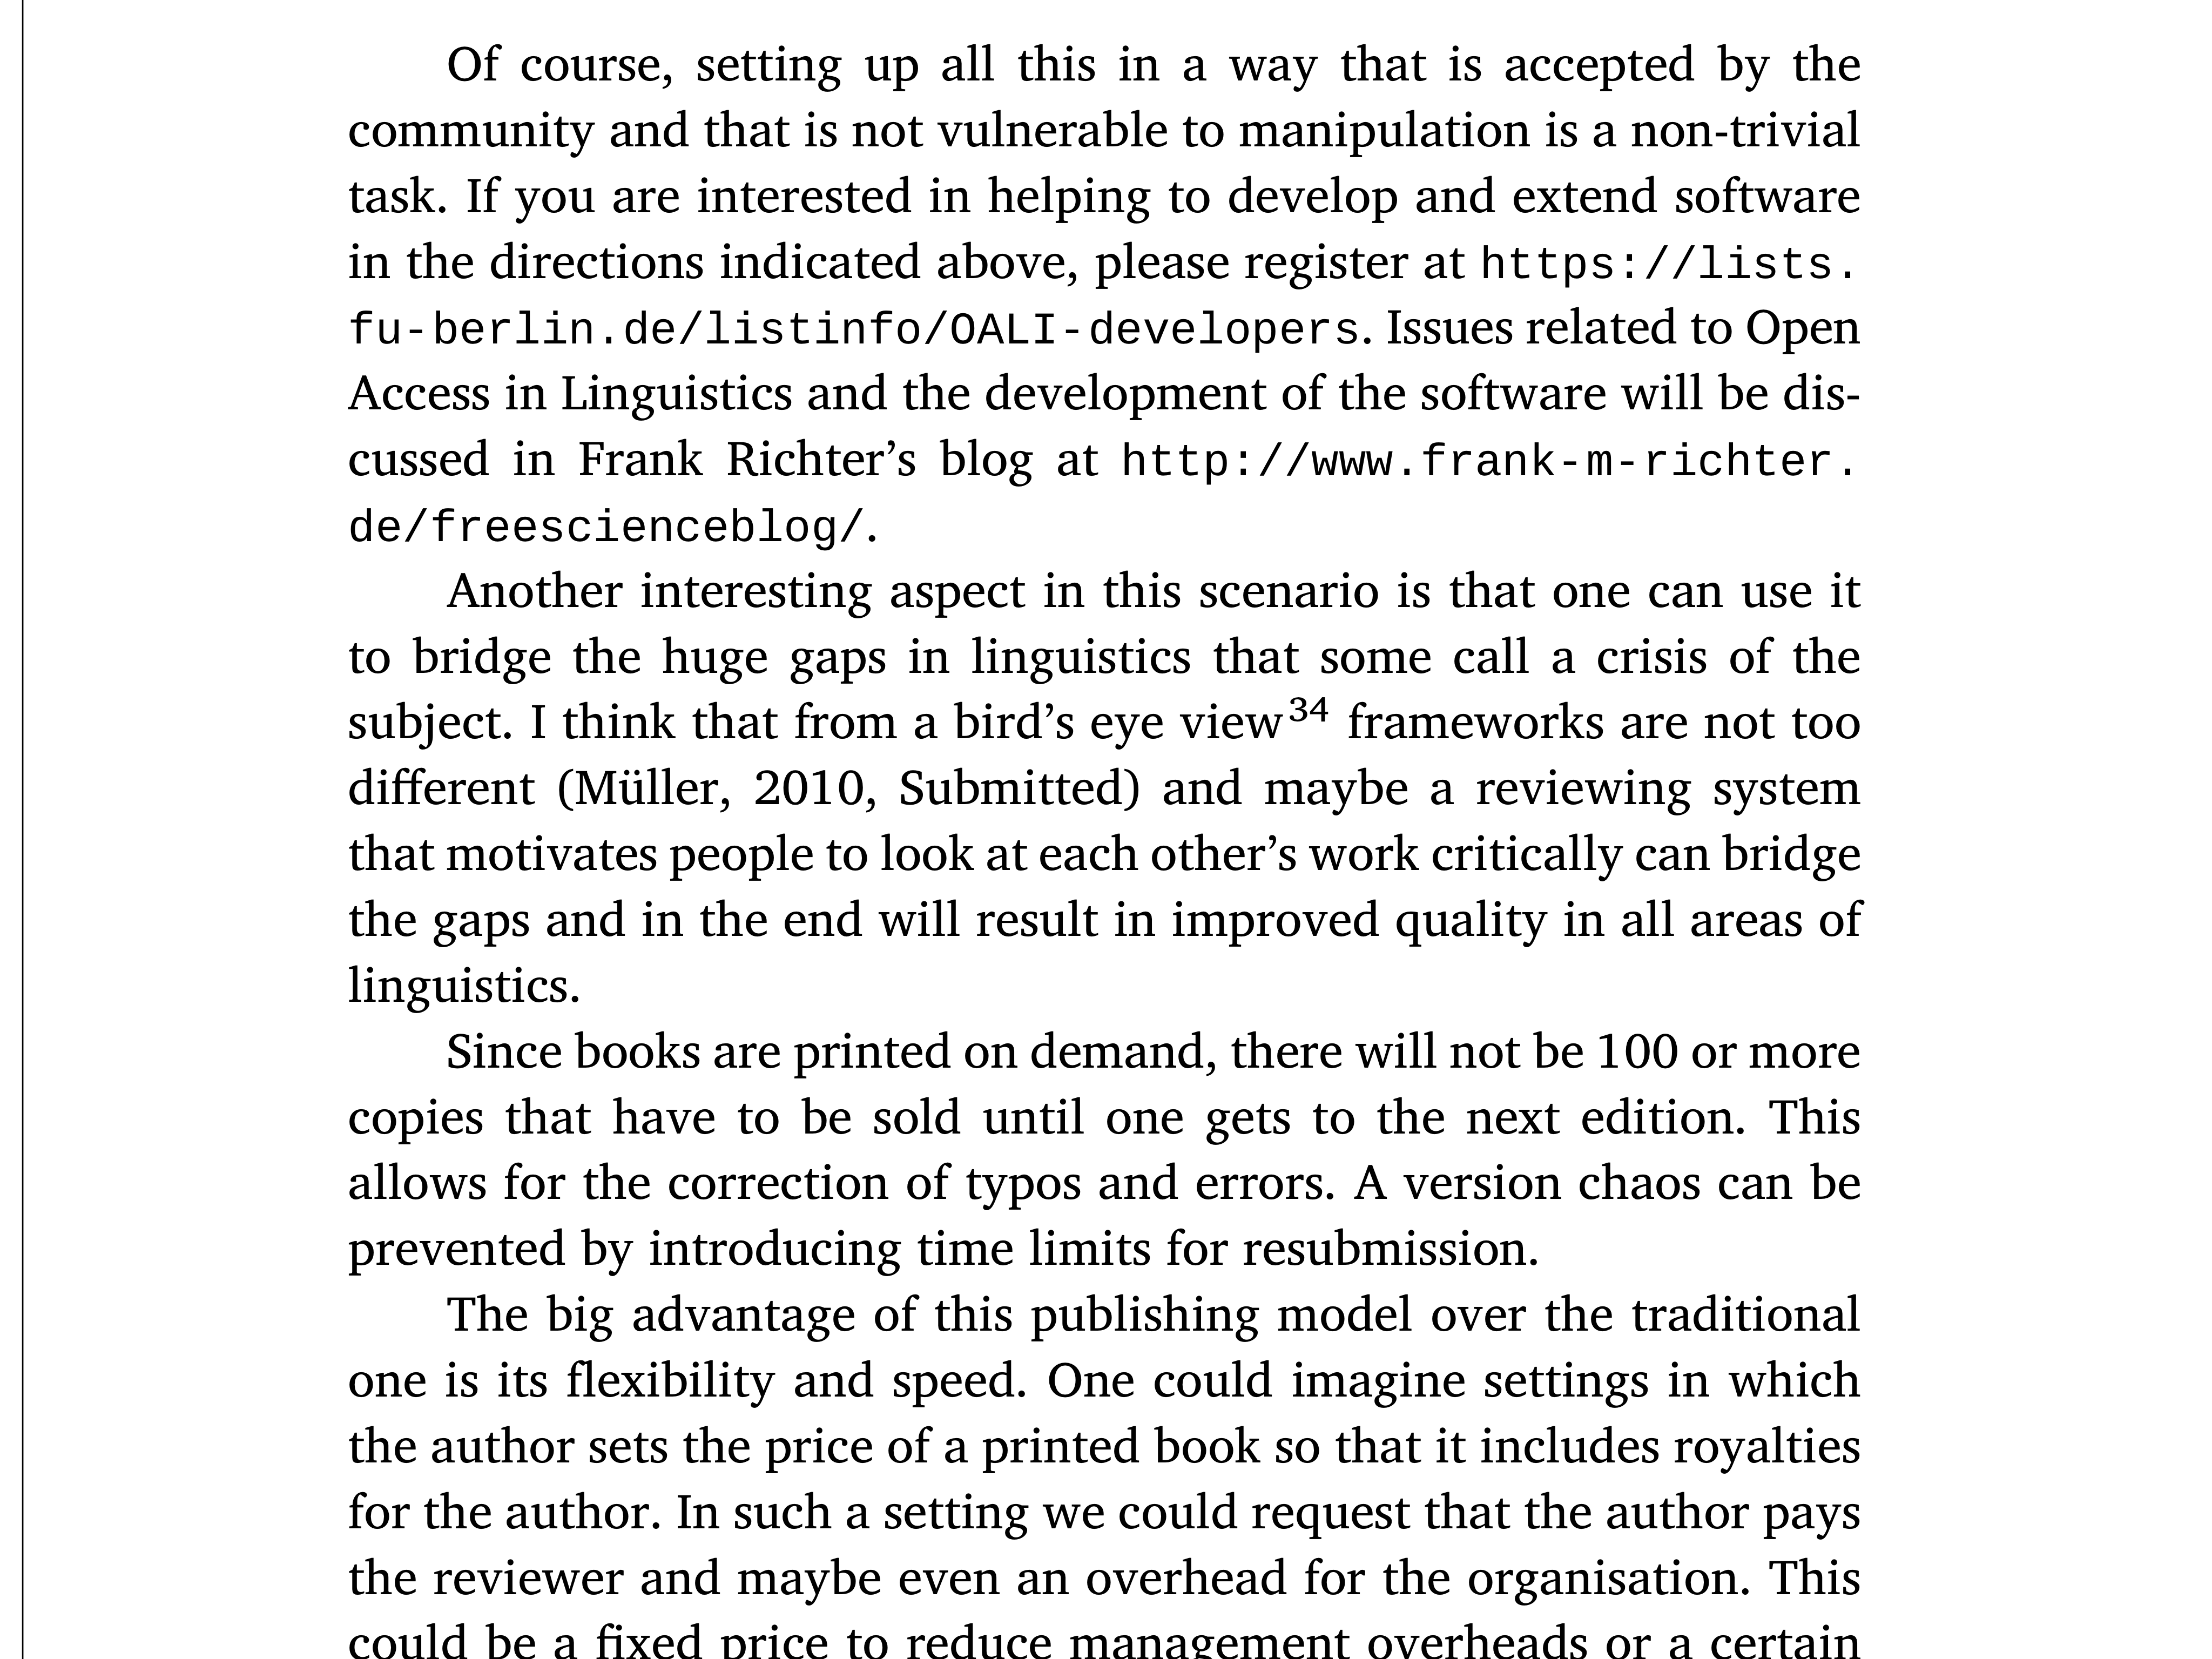 Of course, setting up all this in a way that is accepted by the
community and that is not vulnerable to manipulation is a non-trivial
task. If you are interested in helping to develop and extend software
in the directions indicated above, please register at https://lists.
fu-berlin.de/listinfo/OALI-developers. Issues related to Open
Access in Linguistics and the development of the software will be dis-
cussed in Frank Richter’s blog at http://www.frank-m-richter.
de/freescienceblog/.
Another interesting aspect in this scenario is that one can use it
to bridge the huge gaps in linguistics that some call a crisis of the
subject. I think that from a bird’s eye view³⁴ frameworks are not too
different (Müller, 2010, Submitted) and maybe a reviewing system
that motivates people to look at each other’s work critically can bridge
the gaps and in the end will result in improved quality in all areas of
linguistics.
Since books are printed on demand, there will not be 100 or more
copies that have to be sold until one gets to the next edition. This
allows for the correction of typos and errors. A version chaos can be
prevented by introducing time limits for resubmission.
The big advantage of this publishing model over the traditional
one is its flexibility and speed. One could imagine settings in which
the author sets the price of a printed book so that it includes royalties
for the author. In such a setting we could request that the author pays
the reviewer and maybe even an overhead for the organisation. This
could be a fixed price to reduce management overheads or a certain